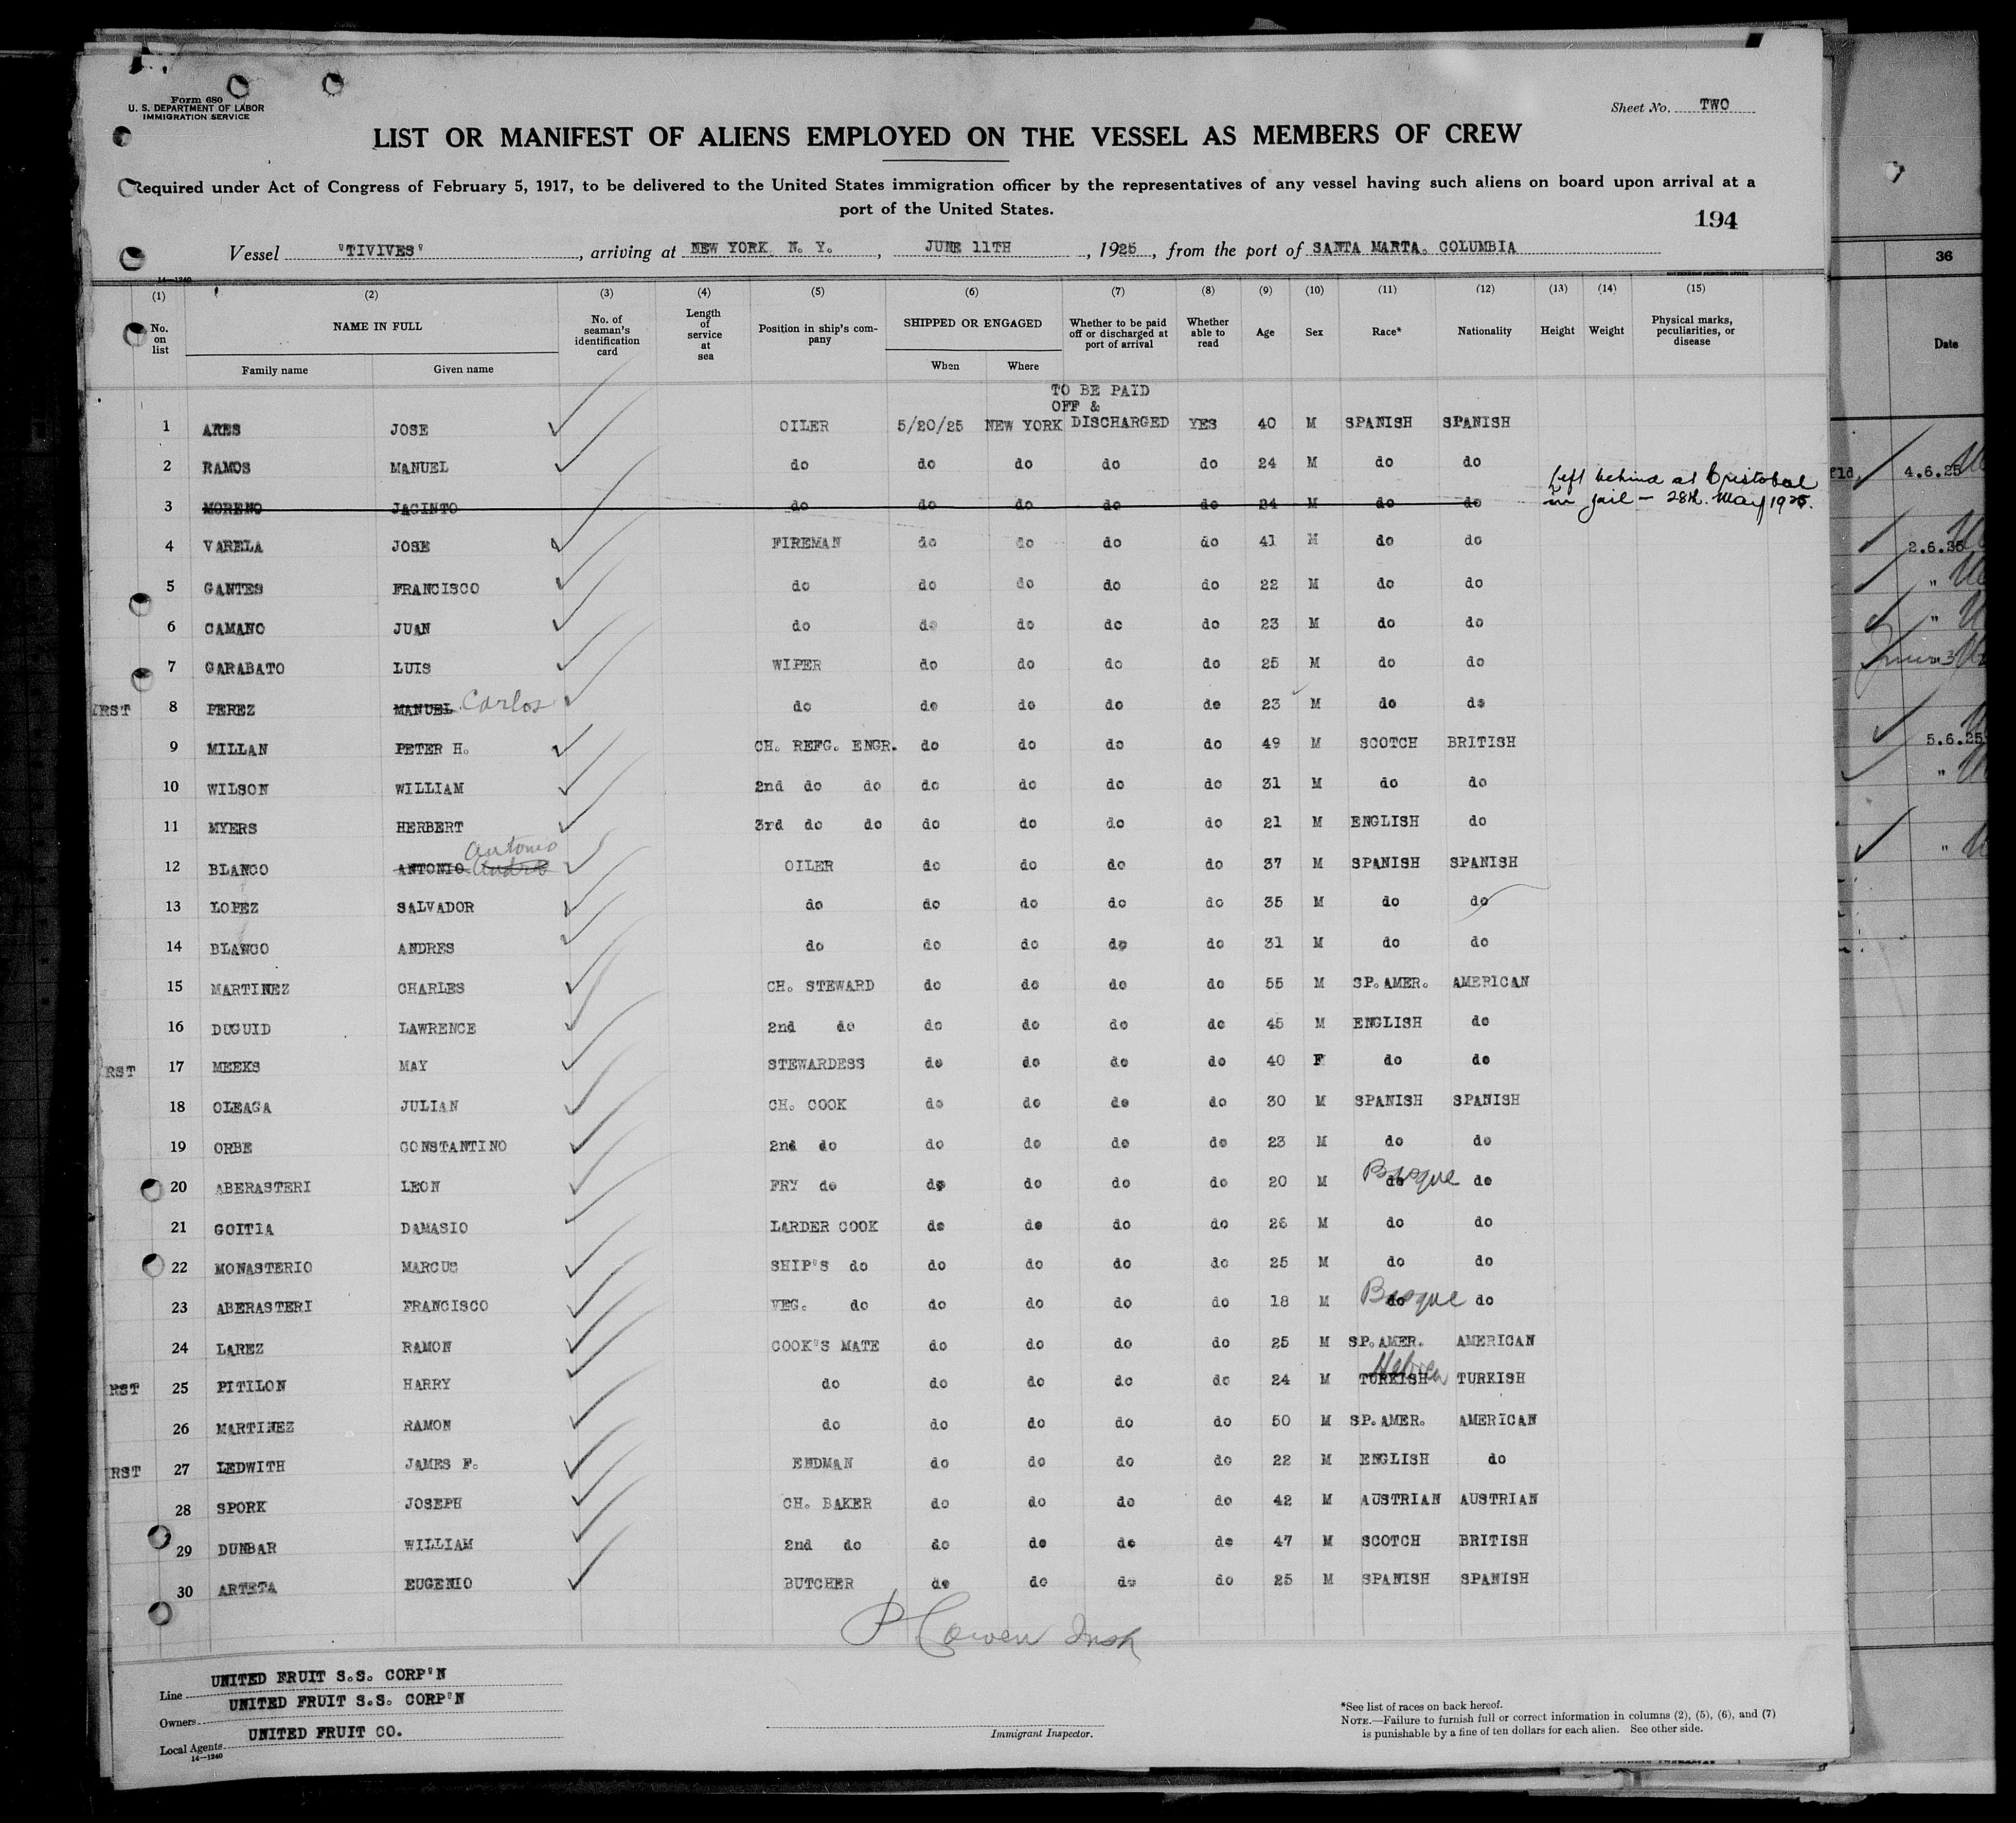 Form 680
U. S. DEPARTMENT OF LABOR
IMMIGRATION SERVICE
Sheet No. TWO
LIST OR MANIFEST OF ALIENS EMPLOYED ON THE VESSEL AS MEMBERS OF CREW
Required under Act of Congress of February 5, 1917, to be delivered to the United States immigration officer by the representatives of any vessel having such aliens on board upon arrival at a
port of the United States.
194
Vessel "TIVIVES", arriving at NEW YORK N. Y., JUNE 11TH, 1925, from the port of SANTA MARTA. COLUMBIA
14—1240
36
(1) (2) (3) (4) (5) (6) (7) (8) (9) (10) (11) (12) (13) (14) (15)
No. on list NAME IN FULL No. of seaman's identification card Length of service at sea Position in ship's company SHIPPED OR ENGAGED Whether to be paid off or discharged at port of arrival Whether able to read Age Sex Race* Nationality Height Weight Physical marks, peculiarities, or disease Date
Family name Given name When Where
TO BE PAID
OFF &
1 ARES JOSE OILER 5/20/25 NEW YORK DISCHARGED YES 40 M SPANISH SPANISH
2 RAMOS MANUEL do do do do do 24 M do do
fld. 4.6.25
Left behind at Cristobal
3 MORENO JACINTO do do do do do 24 M do do in jail — 28th. May 1925.
4 VARELA JOSE FIREMAN do do do do 41 M do do
2.6.25
5 GANTES FRANCISCO do do do do do 22 M do do "
6 CAMANO JUAN do do do do do 23 M do do "
7 GARABATO LUIS WIPER do do do do 25 M do do
RST 8 PEREZ MANUEL Carlos do do do do do 23 M do do
9 MILLAN PETER H. CH. REFG. ENGR. do do do do 49 M SCOTCH BRITISH 5.6.25
10 WILSON WILLIAM 2nd do do do do do do 31 M do do "
11 MYERS HERBERT 3rd do do do do do do 21 M ENGLISH do
Antonio
12 BLANCO ANTONIO Andres OILER do do do do 37 M SPANISH SPANISH "
13 LOPEZ SALVADOR do do do do do 35 M do do
14 BLANCO ANDRES do do do do do 31 M do do
15 MARTINEZ CHARLES CH. STEWARD do do do do 55 M SP. AMER. AMERICAN
16 DUGUID LAWRENCE 2nd do do do do do 45 M ENGLISH do
RST 17 MEEKS MAY STEWARDESS do do do do 40 F do do
18 OLEAGA JULIAN CH. COOK do do do do 30 M SPANISH SPANISH
19 ORBE CONSTANTINO 2nd do do do do do 23 M do do
20 ABERASTERI LEON FRY do do do do do 20 M do Basque do
21 GOITIA DAMASIO LARDER COOK do do do do 26 M do do
22 MONASTERIO MARCUS SHIP'S do do do do do 25 M do do
23 ABERASTERI FRANCISCO VEG. do do do do do 18 M do Basque do
24 LAREZ RAMON COOK'S MATE do do do do 25 M SP. AMER. AMERICAN
Hebrew
RST 25 PITILON HARRY do do do do do 24 M TURKISH TURKISH
26 MARTINEZ RAMON do do do do do 50 M SP. AMER. AMERICAN
RST 27 LEDWITH JAMES F. ENDMAN do do do do 22 M ENGLISH do
28 SPORK JOSEPH CH. BAKER do do do do 42 M AUSTRIAN AUSTRIAN
29 DUNBAR WILLIAM 2nd do do do do do 47 M SCOTCH BRITISH
30 ARTETA EUGENIO BUTCHER do do do do 25 M SPANISH SPANISH
P Cowen Insp
Line UNITED FRUIT S.S. CORP'N
Owners UNITED FRUIT S.S. CORP'N
Local Agents UNITED FRUIT CO.
14—1240
Immigrant Inspector.
*See list of races on back hereof.
NOTE.—Failure to furnish full or correct information in columns (2), (5), (6), and (7)
is punishable by a fine of ten dollars for each alien. See other side.